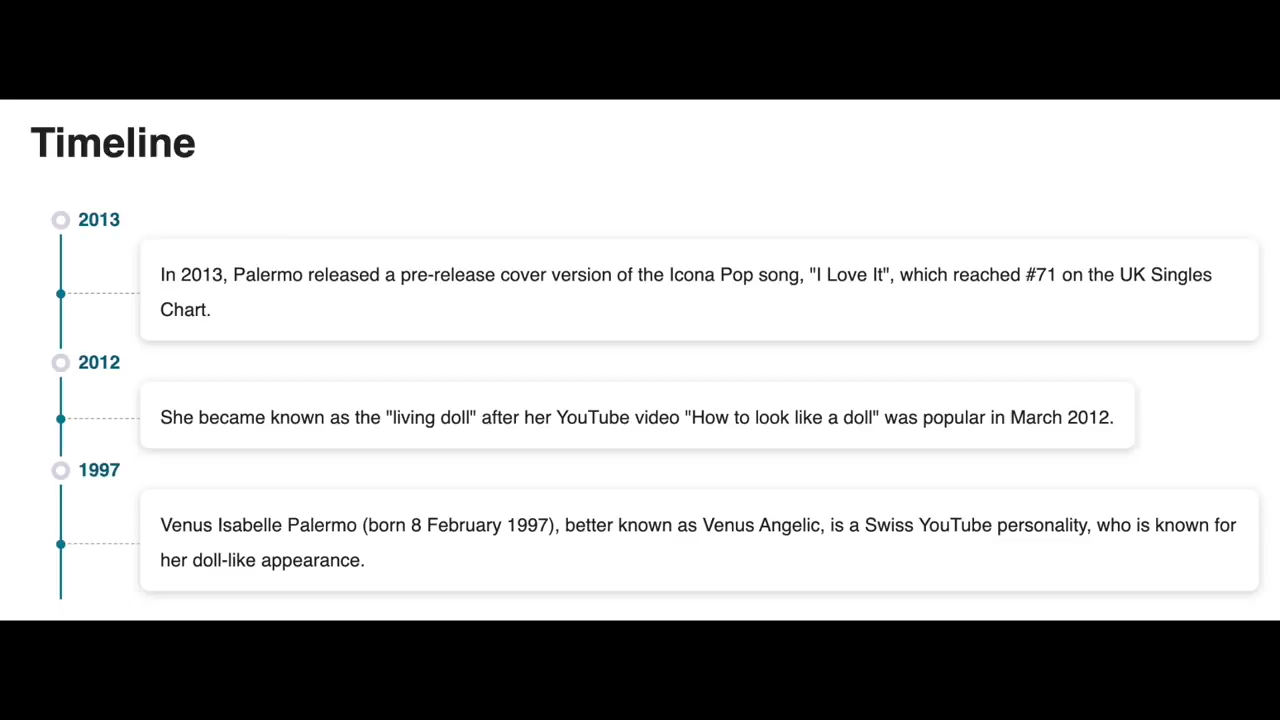 Timeline
2013
In 2013, Palermo released a pre-release cover version of the Icona Pop song, "I Love It", which reached #71 on the UK Singles
Chart.
2012
She became known as the "living doll" after her YouTube video "How to look like a doll" was popular in March 2012.
1997
Venus Isabelle Palermo (born 8 February 1997), better known as Venus Angelic, is a Swiss YouTube personality, who is known for
her doll-like appearance.